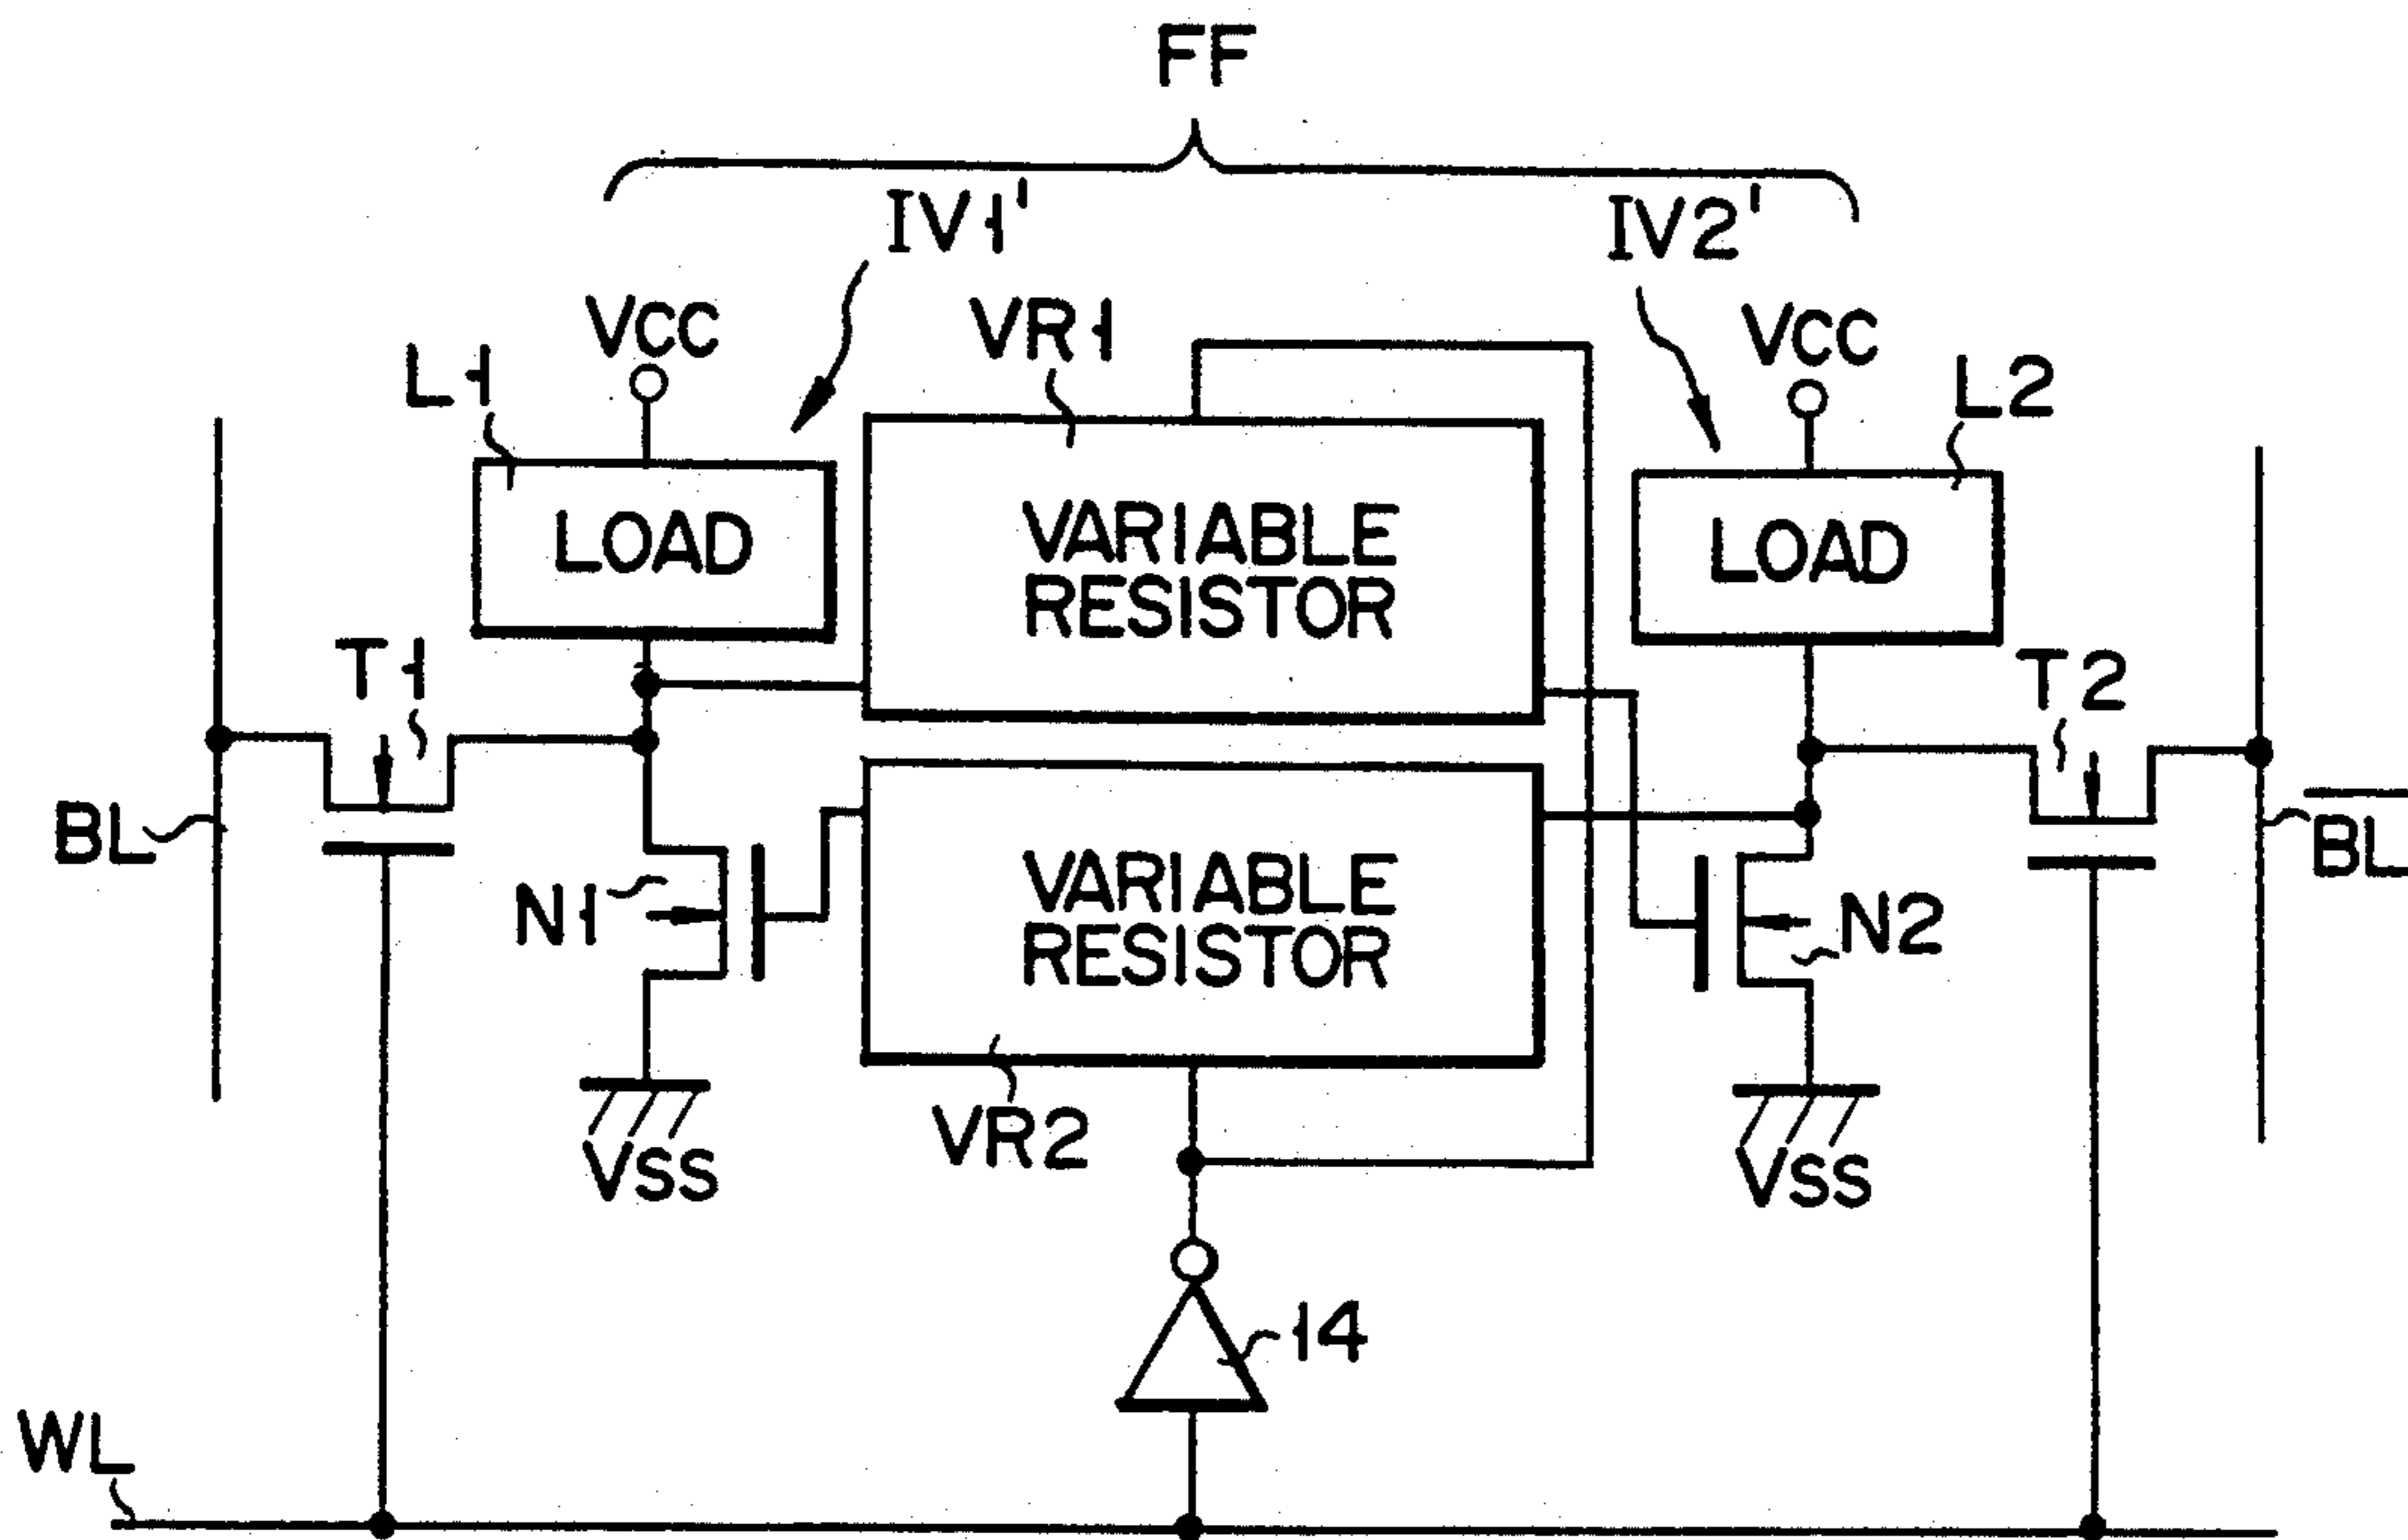 FF
IV1'
IV2'
VCC
VR1
VCC
L1
L2
LOAD
VARIABLE
RESISTOR
LOAD
T1
T2
BL
VARIABLE
RESISTOR
B̅L̅
N1
N2
VR2
VSS
VSS
14
WL